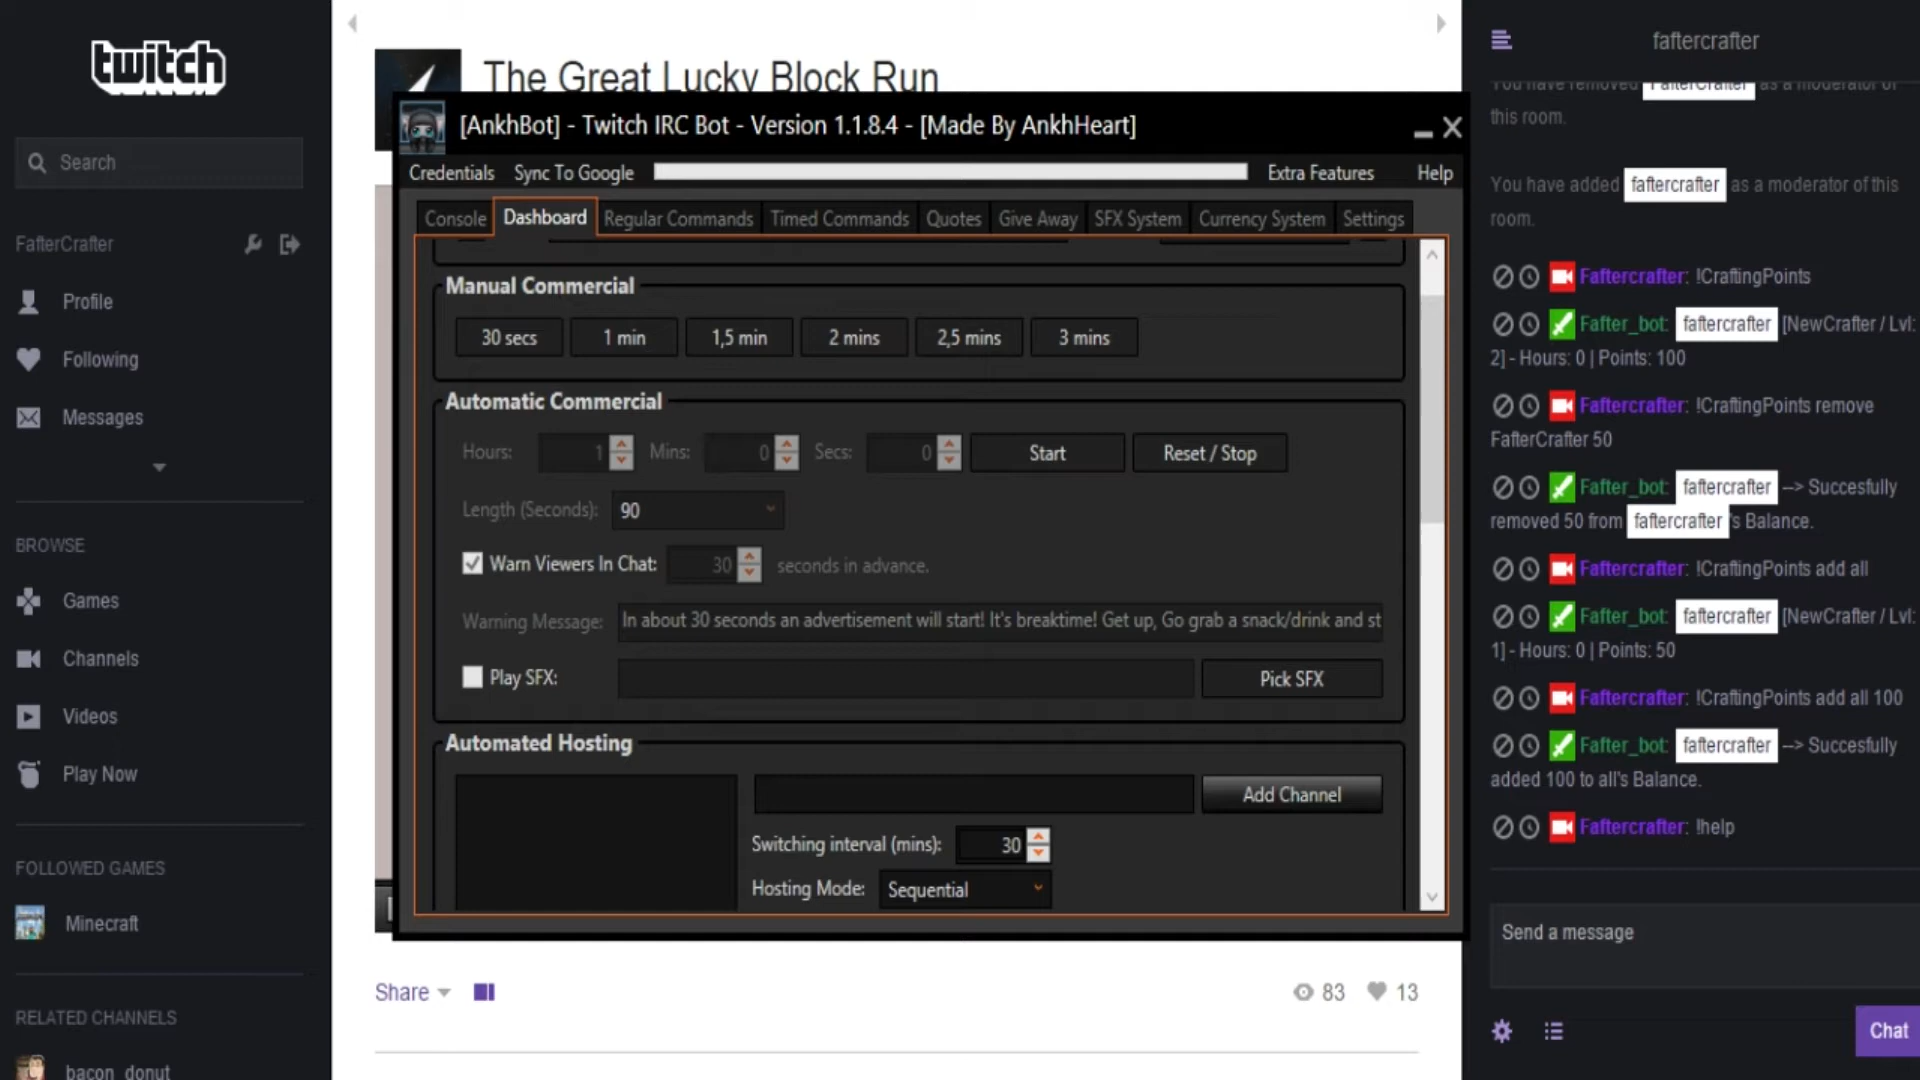 twitch
Search
FafterCrafter
Profile
Following
Messages
BROWSE
Games
Channels
Videos
Play Now
FOLLOWED GAMES
Minecraft
RELATED CHANNELS
bacon_donut
The Great Lucky Block Run
[AnkhBot] - Twitch IRC Bot - Version 1.1.8.4 - [Made By AnkhHeart]
Credentials Sync To Google Extra Features Help
Console Dashboard Regular Commands Timed Commands Quotes Give Away SFX System Currency System Settings
Manual Commercial
30 secs 1 min 1,5 min 2 mins 2,5 mins 3 mins
Automatic Commercial
Hours: 1 Mins: 0 Secs: 0 Start Reset / Stop
Length (Seconds): 90
Warn Viewers In Chat: 30 seconds in advance.
Warning Message: In about 30 seconds an advertisement will start! It's breaktime! Get up, Go grab a snack/drink and st
Play SFX: Pick SFX
Automated Hosting
Add Channel
Switching interval (mins): 30
Hosting Mode: Sequential
Share 83 13
faftercrafter
You have removed FafterCrafter as a moderator of
this room.
You have added faftercrafter as a moderator of this
room.
Faftercrafter: !CraftingPoints
Fafter_bot: faftercrafter [NewCrafter / Lvl:
2] - Hours: 0 | Points: 100
Faftercrafter: !CraftingPoints remove
FafterCrafter 50
Fafter_bot: faftercrafter --> Succesfully
removed 50 from faftercrafter 's Balance.
Faftercrafter: !CraftingPoints add all
Fafter_bot: faftercrafter [NewCrafter / Lvl:
1] - Hours: 0 | Points: 50
Faftercrafter: !CraftingPoints add all 100
Fafter_bot: faftercrafter --> Succesfully
added 100 to all's Balance.
Faftercrafter: !help
Send a message
Chat